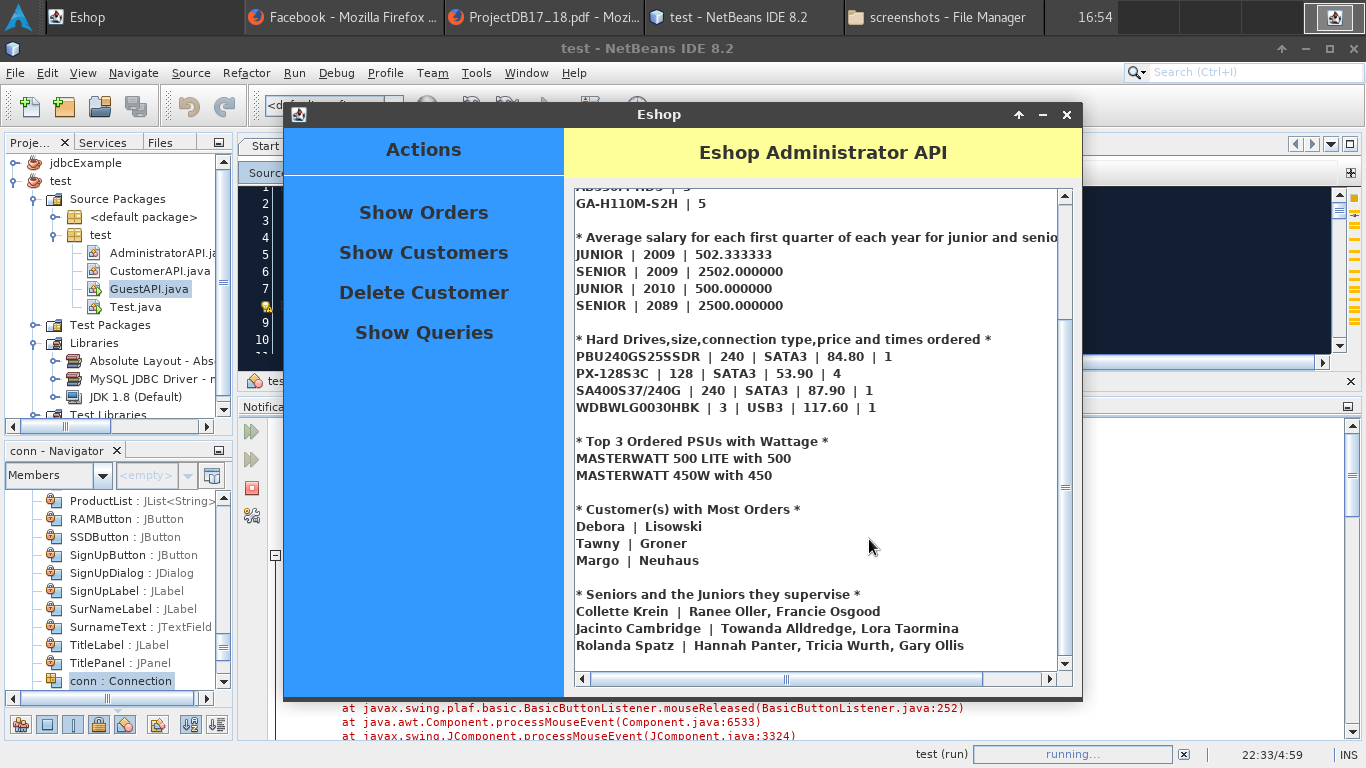 Eshop
Facebook - Mozilla Firefox ...
ProjectDB17_18.pdf - Mozi...
test - NetBeans IDE 8.2
screenshots - File Manager
16:54
test - NetBeans IDE 8.2
File Edit View Navigate Source Refactor Run Debug Profile Team Tools Window Help
Search (Ctrl+I)
Proje... Services Files
jdbcExample
test
Source Packages
<default package>
test
AdministratorAPI.ja
CustomerAPI.java
GuestAPI.java
Test.java
Test Packages
Libraries
Absolute Layout - Abs
MySQL JDBC Driver - m
JDK 1.8 (Default)
Test Libraries
conn - Navigator
Members
<empty>
ProductList : JList<String>
RAMButton : JButton
SSDButton : JButton
SignUpButton : JButton
SignUpDialog : JDialog
SignUpLabel : JLabel
SurNameLabel : JLabel
SurnameText : JTextField
TitleLabel : JLabel
TitlePanel : JPanel
conn : Connection
Start
Source
1
2
3
4
5
6
7
9
10
tes
Notifica
Eshop
Actions
Show Orders
Show Customers
Delete Customer
Show Queries
Eshop Administrator API
GA-H110M-S2H | 5
* Average salary for each first quarter of each year for junior and senio
JUNIOR | 2009 | 502.333333
SENIOR | 2009 | 2502.000000
JUNIOR | 2010 | 500.000000
SENIOR | 2089 | 2500.000000
* Hard Drives,size,connection type,price and times ordered *
PBU240GS25SSDR | 240 | SATA3 | 84.80 | 1
PX-128S3C | 128 | SATA3 | 53.90 | 4
SA400S37/240G | 240 | SATA3 | 87.90 | 1
WDBWLG0030HBK | 3 | USB3 | 117.60 | 1
* Top 3 Ordered PSUs with Wattage *
MASTERWATT 500 LITE with 500
MASTERWATT 450W with 450
* Customer(s) with Most Orders *
Debora | Lisowski
Tawny | Groner
Margo | Neuhaus
* Seniors and the Juniors they supervise *
Collette Krein | Ranee Oller, Francie Osgood
Jacinto Cambridge | Towanda Alldredge, Lora Taormina
Rolanda Spatz | Hannah Panter, Tricia Wurth, Gary Ollis
at javax.swing.plaf.basic.BasicButtonListener.mouseReleased(BasicButtonListener.java:252)
at java.awt.Component.processMouseEvent(Component.java:6533)
at javax.swing.JComponent.processMouseEvent(JComponent.java:3324)
test (run)
running...
22:33/4:59
INS